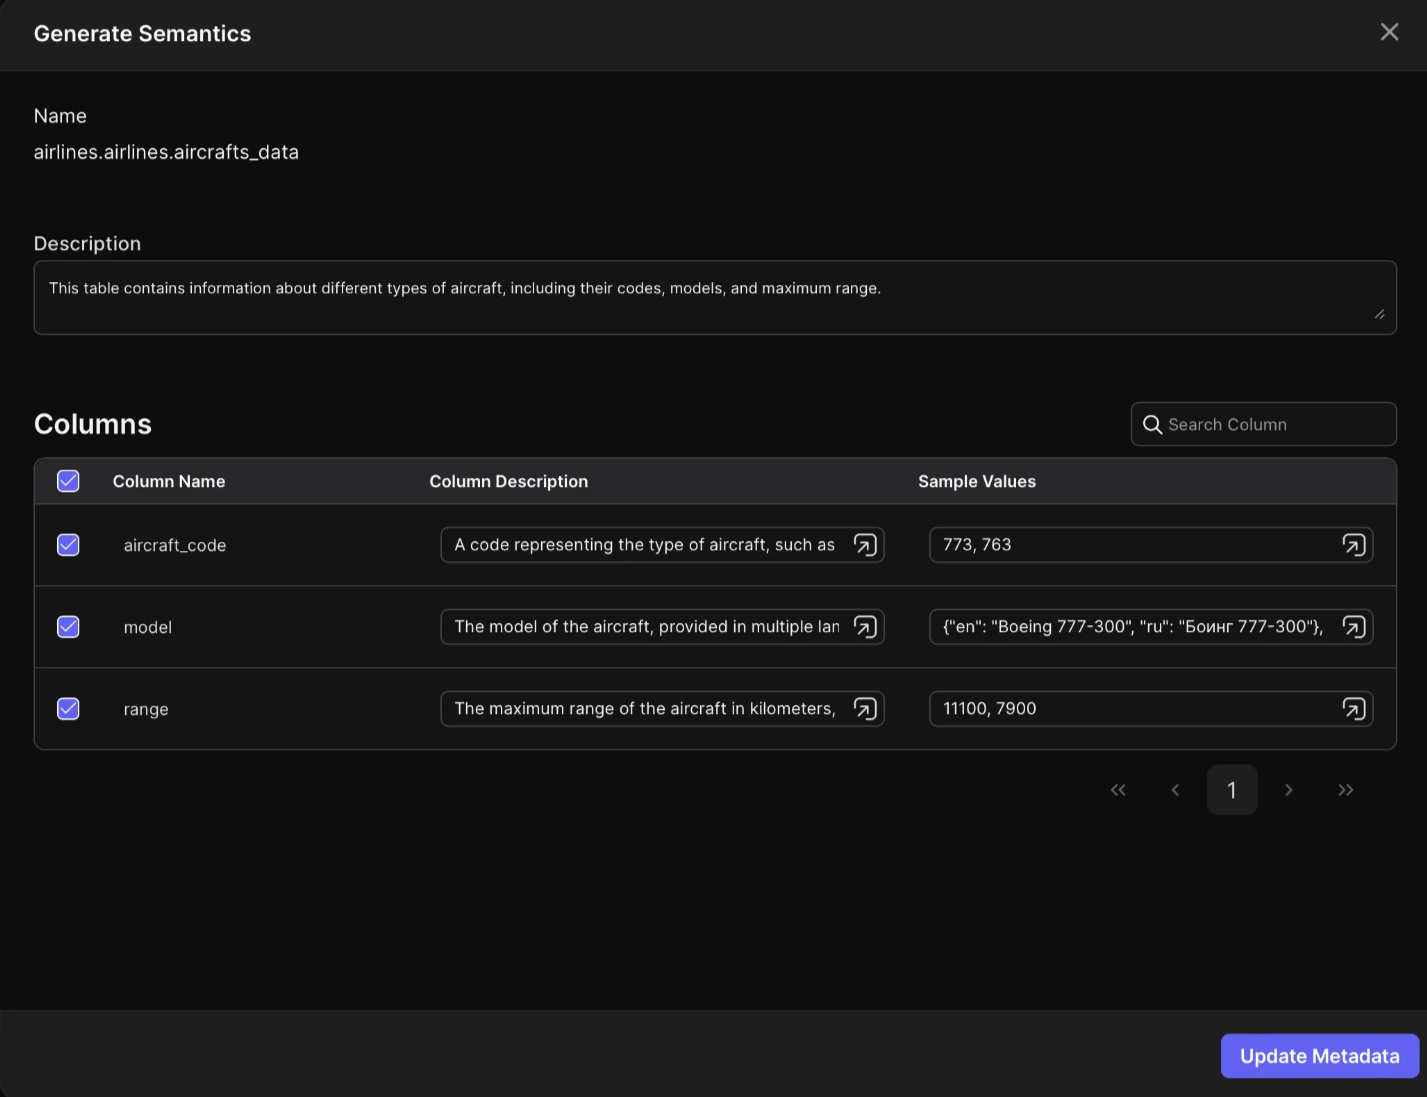 Generate Semantics
Name
airlines.airlines.aircrafts_data
Description
This table contains information about different types of aircraft, including their codes, models, and maximum range.
Columns
Search Column
Column Name Column Description Sample Values
aircraft_code A code representing the type of aircraft, such as 773, 763
model The model of the aircraft, provided in multiple lan {"en": "Boeing 777-300", "ru": "Боинг 777-300"},
range The maximum range of the aircraft in kilometers, 11100, 7900
1
Update Metadata